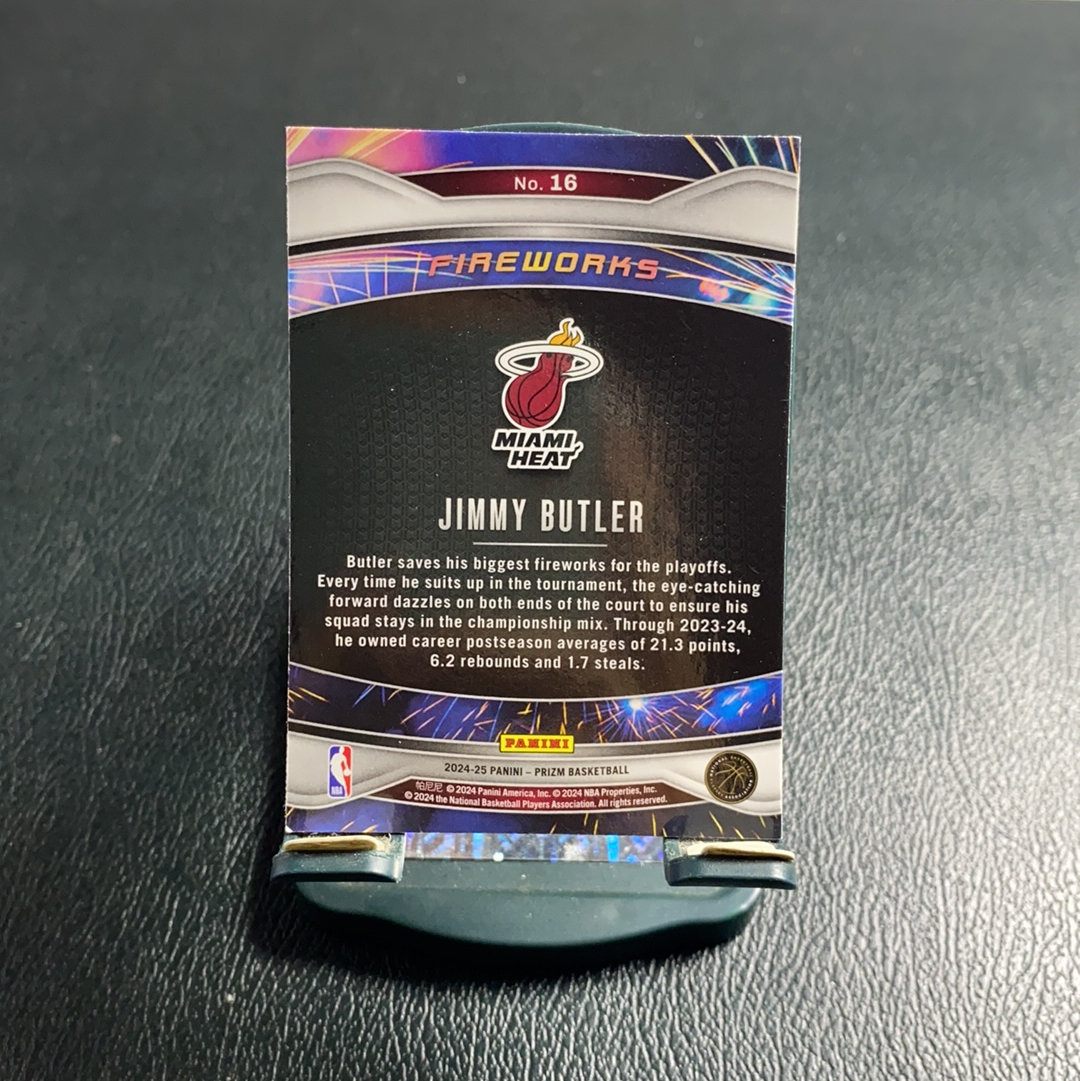 No. 16
FIREWORKS
MIAMI
HEAT
JIMMY BUTLER
Butler saves his biggest fireworks for the playoffs.
Every time he suits up in the tournament, the eye-catching
forward dazzles on both ends of the court to ensure his
squad stays in the championship mix. Through 2023-24,
he owned career postseason averages of 21.3 points,
6.2 rebounds and 1.7 steals.
PANINI
2024-25 PANINI – PRIZM BASKETBALL
帕尼尼 © 2024 Panini America, Inc. © 2024 NBA Properties, Inc.
© 2024 the National Basketball Players Association. All rights reserved.
NBA